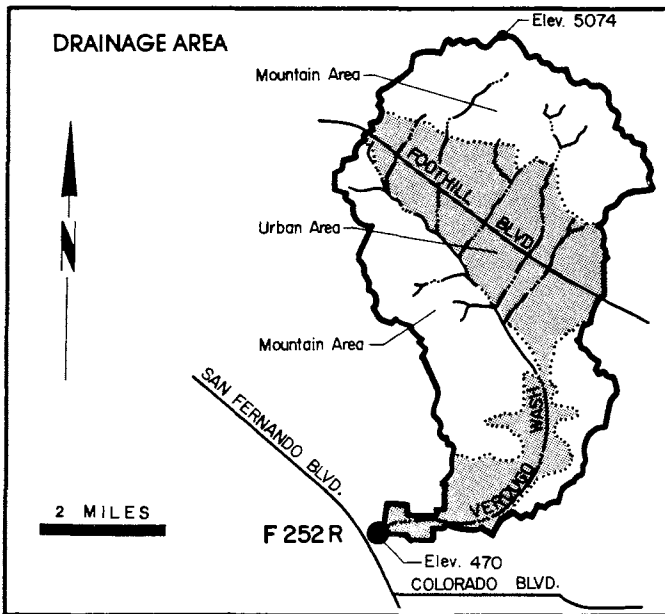 Elev. 5074
DRAINAGE AREA
Mountain Area
FOOTHILL BLVD.
Urban Area
N
Mountain Area
SAN FERNANDO BLVD.
VERDUGO WASH
2 MILES
F 252 R
Elev. 470
COLORADO BLVD.